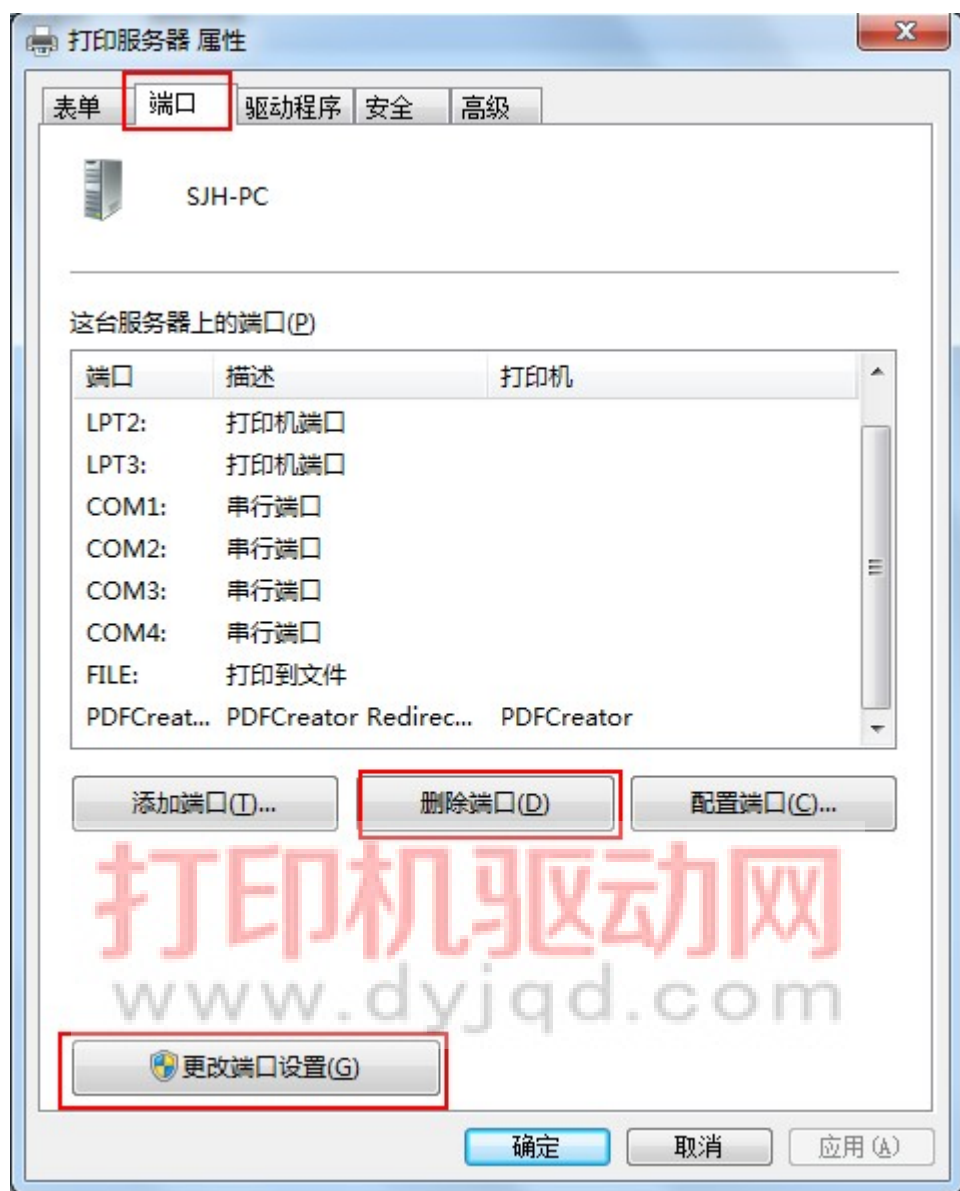 打印服务器 属性
表单 端口 驱动程序 安全 高级
SJH-PC
这台服务器上的端口(P)
端口 描述 打印机
LPT2: 打印机端口
LPT3: 打印机端口
COM1: 串行端口
COM2: 串行端口
COM3: 串行端口
COM4: 串行端口
FILE: 打印到文件
PDFCreat... PDFCreator Redirec... PDFCreator
添加端口(T)... 删除端口(D) 配置端口(C)...
打印机驱动网
www.dyjqd.com
更改端口设置(G)
确定 取消 应用(A)